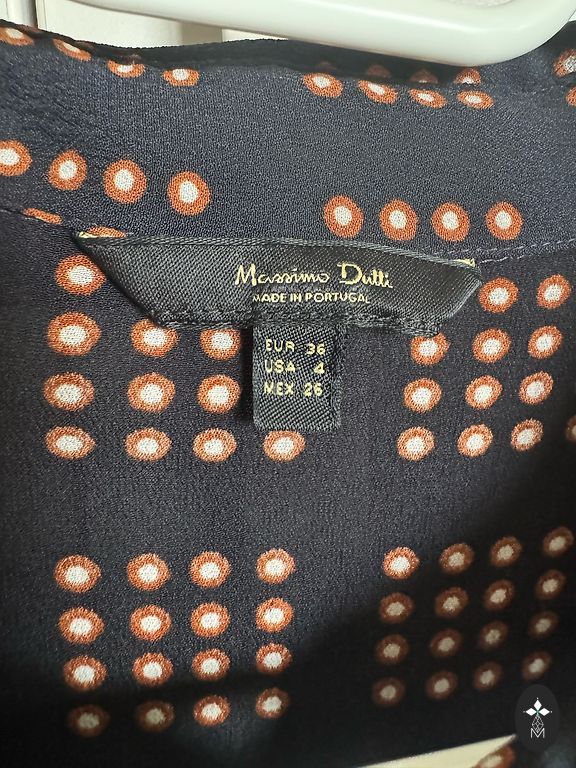 Massimo Dutti
MADE IN PORTUGAL
EUR 36
USA 4
MEX 26
M